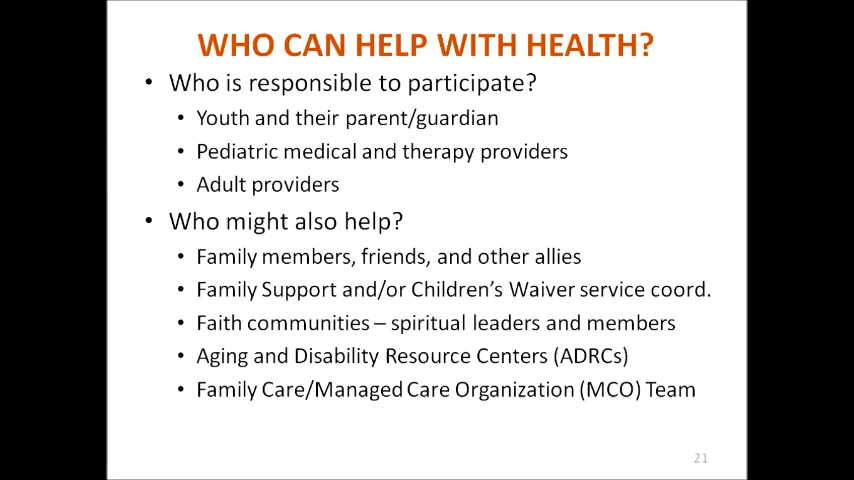 WHO CAN HELP WITH HEALTH?
• Who is responsible to participate?
• Youth and their parent/guardian
• Pediatric medical and therapy providers
• Adult providers
• Who might also help?
• Family members, friends, and other allies
• Family Support and/or Children’s Waiver service coord.
• Faith communities – spiritual leaders and members
• Aging and Disability Resource Centers (ADRCs)
• Family Care/Managed Care Organization (MCO) Team
21